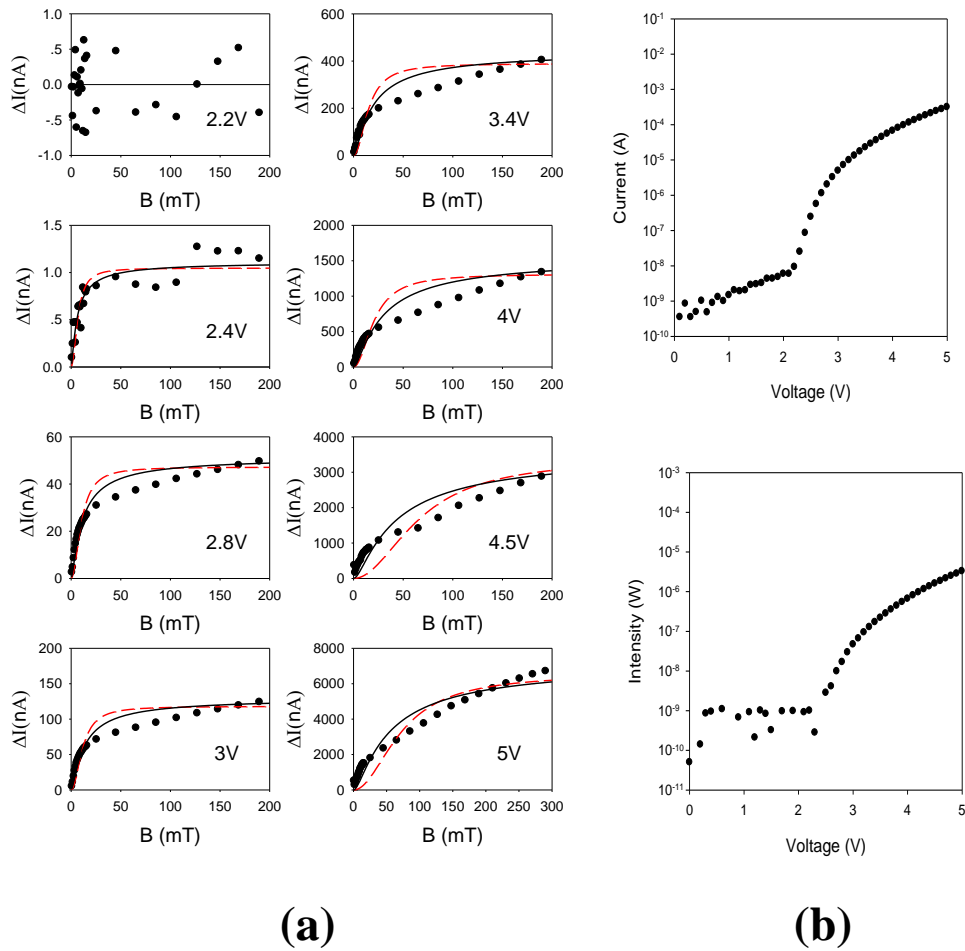 ΔI(nA)
1.0
.5
0.0
-.5
-1.0
2.2V
0 50 100 150 200
B (mT)
ΔI(nA)
600
400
200
0
3.4V
0 50 100 150 200
B (mT)
ΔI(nA)
1.5
1.0
.5
0.0
2.4V
0 50 100 150 200
B (mT)
ΔI(nA)
2000
1500
1000
500
0
4V
0 50 100 150 200
B (mT)
ΔI(nA)
60
40
20
0
2.8V
0 50 100 150 200
B (mT)
ΔI(nA)
4000
3000
2000
1000
0
4.5V
0 50 100 150 200
B (mT)
ΔI(nA)
200
150
100
50
0
3V
0 50 100 150 200
B (mT)
ΔI(nA)
8000
6000
4000
2000
0
5V
0 50 100 150 200 250 300
B (mT)
(a)
Current (A)
10⁻¹
10⁻²
10⁻³
10⁻⁴
10⁻⁵
10⁻⁶
10⁻⁷
10⁻⁸
10⁻⁹
10⁻¹⁰
0 1 2 3 4 5
Voltage (V)
Intensity (W)
10⁻³
10⁻⁴
10⁻⁵
10⁻⁶
10⁻⁷
10⁻⁸
10⁻⁹
10⁻¹⁰
10⁻¹¹
0 1 2 3 4 5
Voltage (V)
(b)